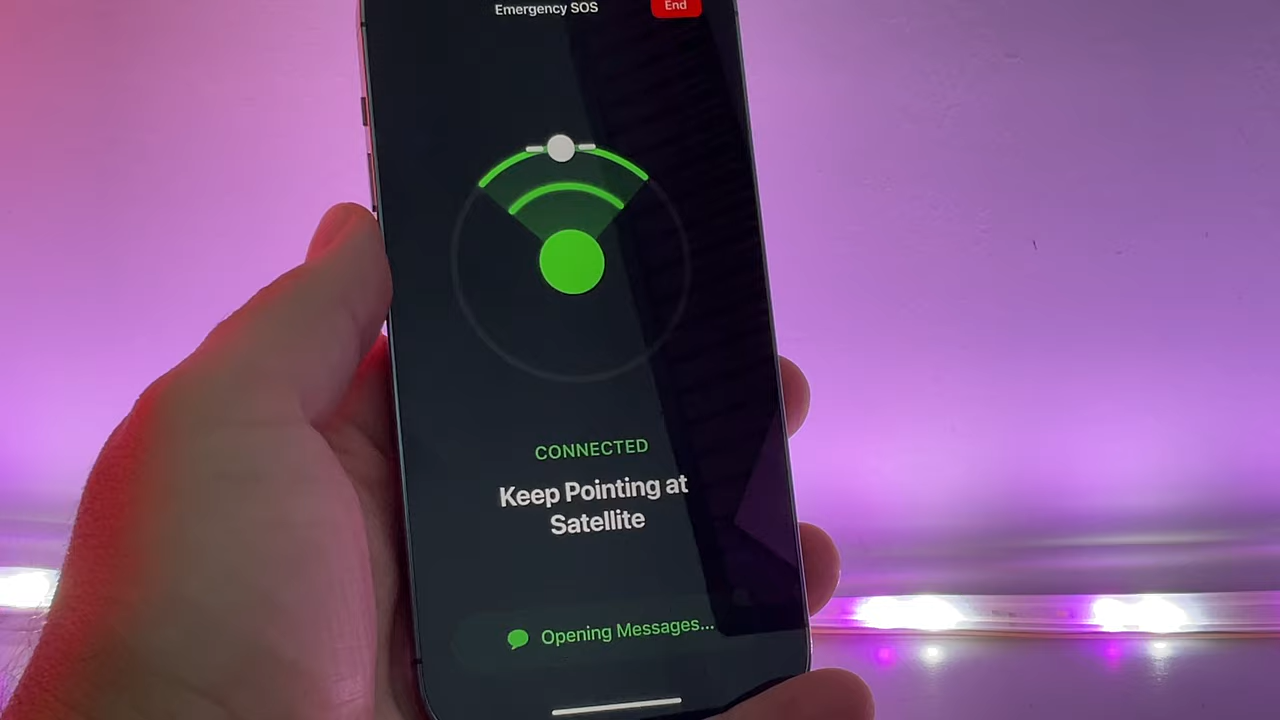 Emergency SOS
End
CONNECTED
Keep Pointing at
Satellite
Opening Messages...